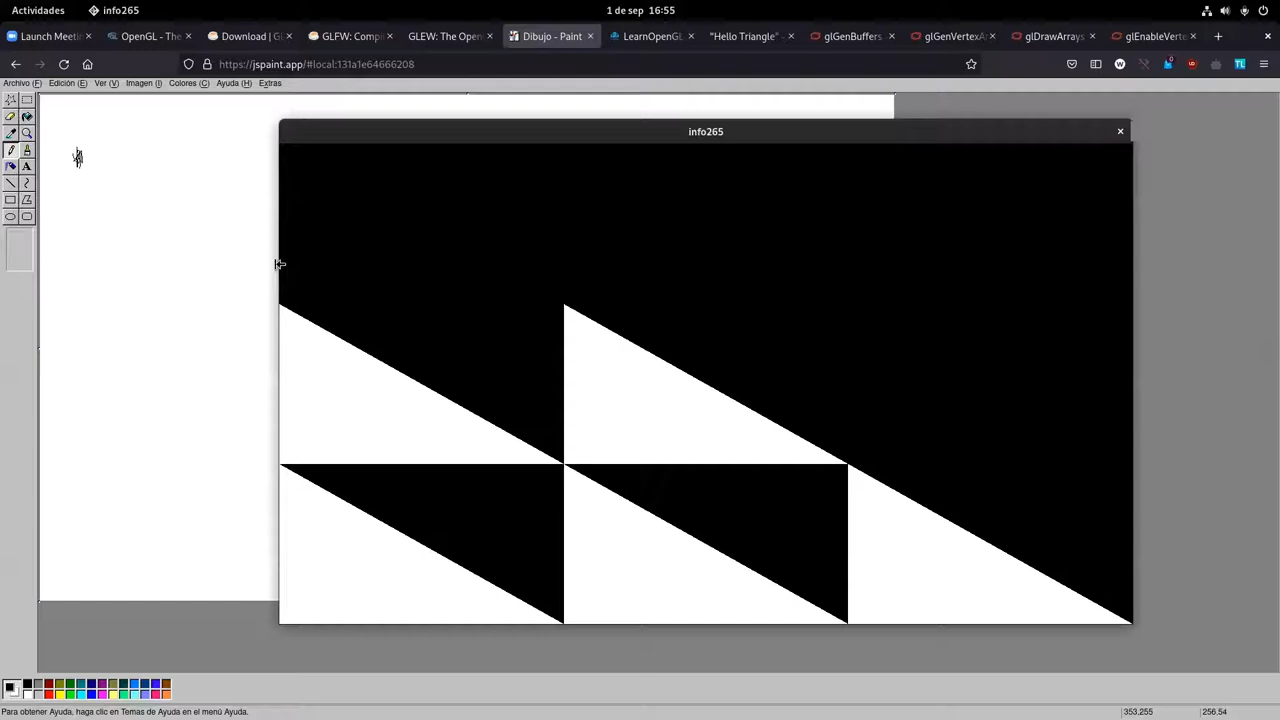 Actividades info265 1 de sep 16:55
Launch Meetin OpenGL - The Download | GL GLFW: Compi GLEW: The Open Dibujo - Paint LearnOpenGL "Hello Triangle" glGenBuffers glGenVertexA glDrawArrays glEnableVerte
https://jspaint.app/#local:131a1e64666208
Archivo (F) Edición (E) Ver (V) Imagen (I) Colores (C) Ayuda (H) Extras
info265
Para obtener Ayuda, haga clic en Temas de Ayuda en el menú Ayuda. 353,255 256,54